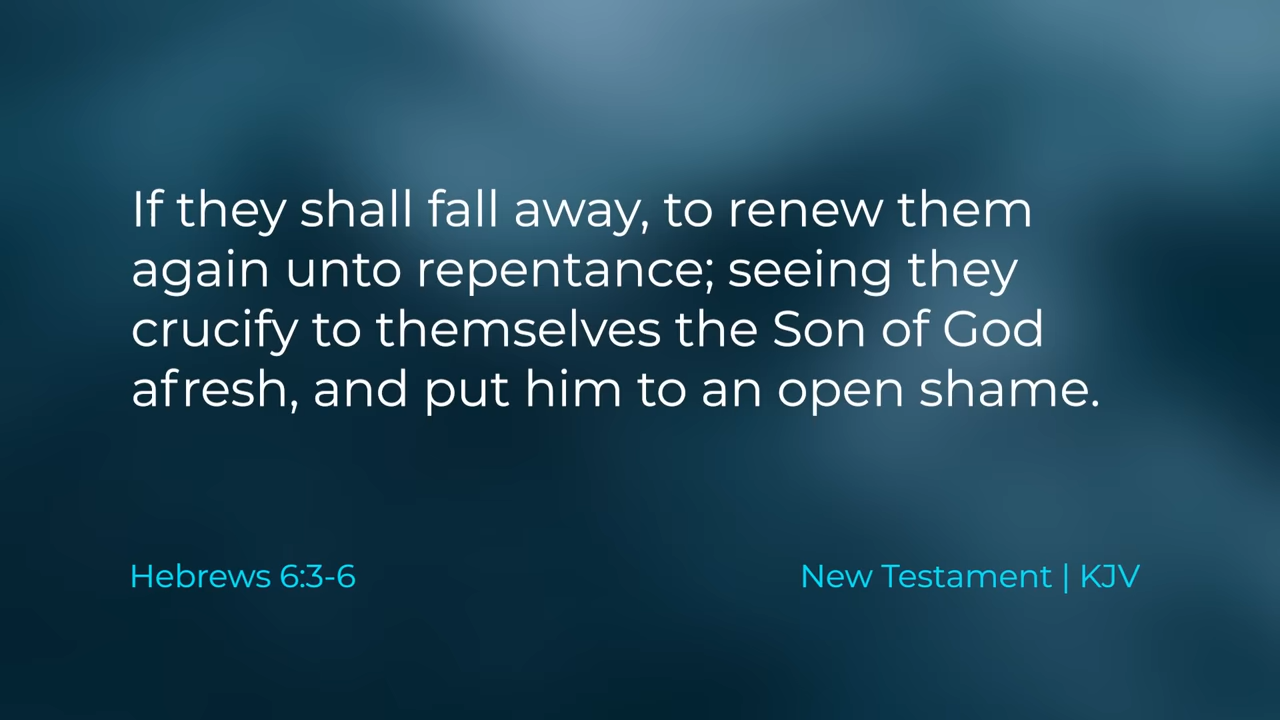 If they shall fall away, to renew them
again unto repentance; seeing they
crucify to themselves the Son of God
afresh, and put him to an open shame.
Hebrews 6:3-6
New Testament | KJV